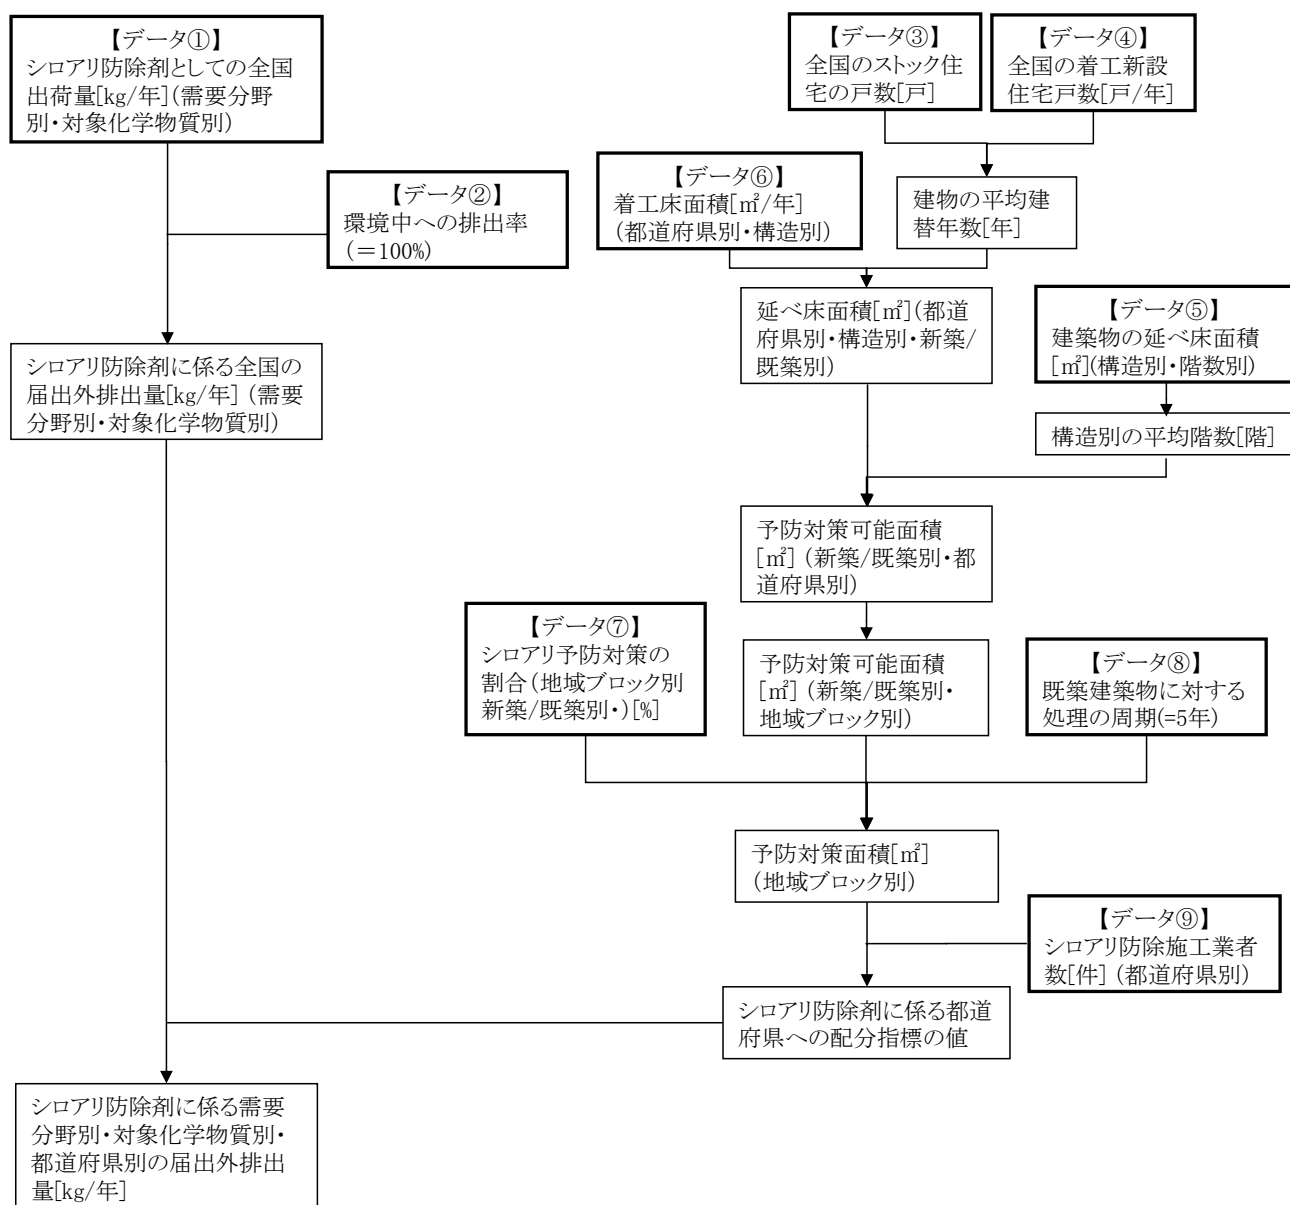 【データ①】
シロアリ防除剤としての全国
出荷量[kg/年](需要分野
別・対象化学物質別)
【データ③】
全国のストック住
宅の戸数[戸]
【データ④】
全国の着工新設
住宅戸数[戸/年]
【データ②】
環境中への排出率
(=100%)
【データ⑥】
着工床面積[㎡/年]
(都道府県別・構造別)
建物の平均建
替年数[年]
延べ床面積[㎡](都道
府県別・構造別・新築/
既築別)
【データ⑤】
建築物の延べ床面積
[㎡](構造別・階数別)
シロアリ防除剤に係る全国の
届出外排出量[kg/年] (需要
分野別・対象化学物質別)
構造別の平均階数[階]
予防対策可能面積
[㎡] (新築/既築別・都
道府県別)
【データ⑦】
シロアリ予防対策の
割合(地域ブロック別
新築/既築別・)[%]
予防対策可能面積
[㎡] (新築/既築別・
地域ブロック別)
【データ⑧】
既築建築物に対する
処理の周期(=5年)
予防対策面積[㎡]
(地域ブロック別)
【データ⑨】
シロアリ防除施工業者
数[件] (都道府県別)
シロアリ防除剤に係る都道
府県への配分指標の値
シロアリ防除剤に係る需要
分野別・対象化学物質別・
都道府県別の届出外排出
量[kg/年]